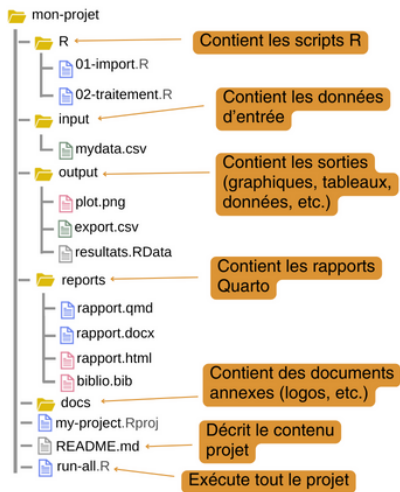 mon-projet
R
Contient les scripts R
01-import.R
02-traitement.R
input
Contient les données
d'entrée
mydata.csv
output
Contient les sorties
(graphiques, tableaux,
données, etc.)
plot.png
export.csv
resultats.RData
reports
Contient les rapports
Quarto
rapport.qmd
rapport.docx
rapport.html
biblio.bib
docs
Contient des documents
annexes (logos, etc.)
my-project.Rproj
README.md
Décrit le contenu
projet
run-all.R
Exécute tout le projet